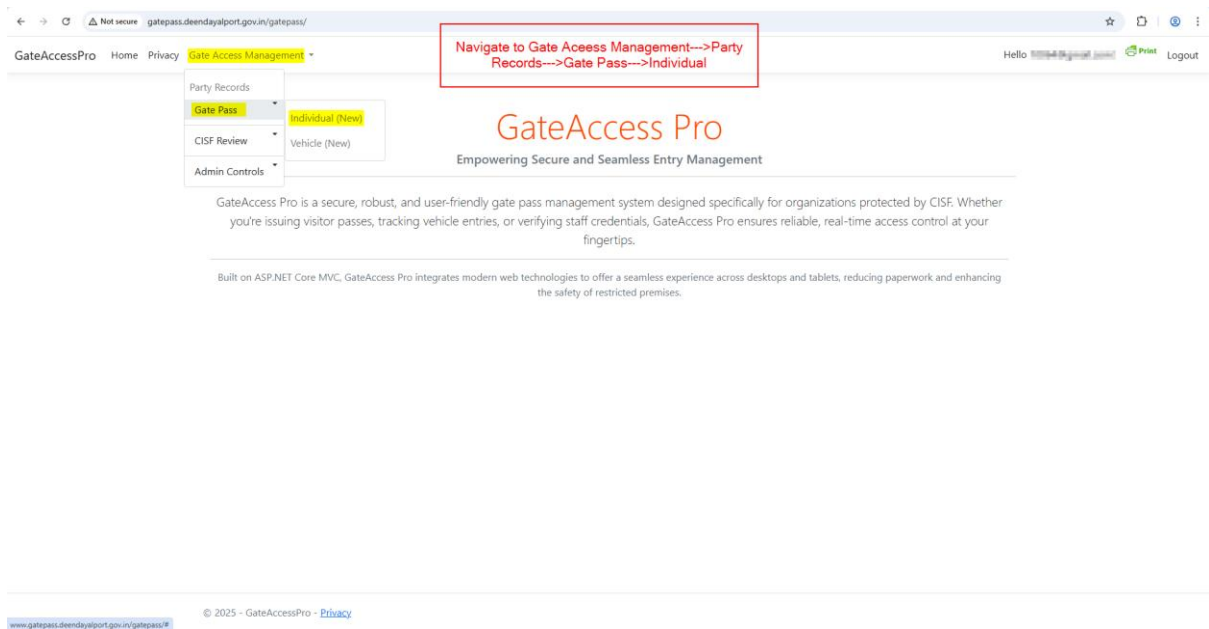 Not secure gatepass.deendayalport.gov.in/gatepass/
GateAccessPro Home Privacy Gate Access Management
Navigate to Gate Aceess Management--->Party
Records--->Gate Pass--->Individual
Hello
Print
Logout
Party Records
Gate Pass
Individual (New)
CISF Review
Vehicle (New)
Admin Controls
GateAccess Pro
Empowering Secure and Seamless Entry Management
GateAccess Pro is a secure, robust, and user-friendly gate pass management system designed specifically for organizations protected by CISF. Whether
you're issuing visitor passes, tracking vehicle entries, or verifying staff credentials, GateAccess Pro ensures reliable, real-time access control at your
fingertips.
Built on ASP.NET Core MVC, GateAccess Pro integrates modern web technologies to offer a seamless experience across desktops and tablets, reducing paperwork and enhancing
the safety of restricted premises.
© 2025 - GateAccessPro - Privacy
www.gatepass.deendayalport.gov.in/gatepass/#